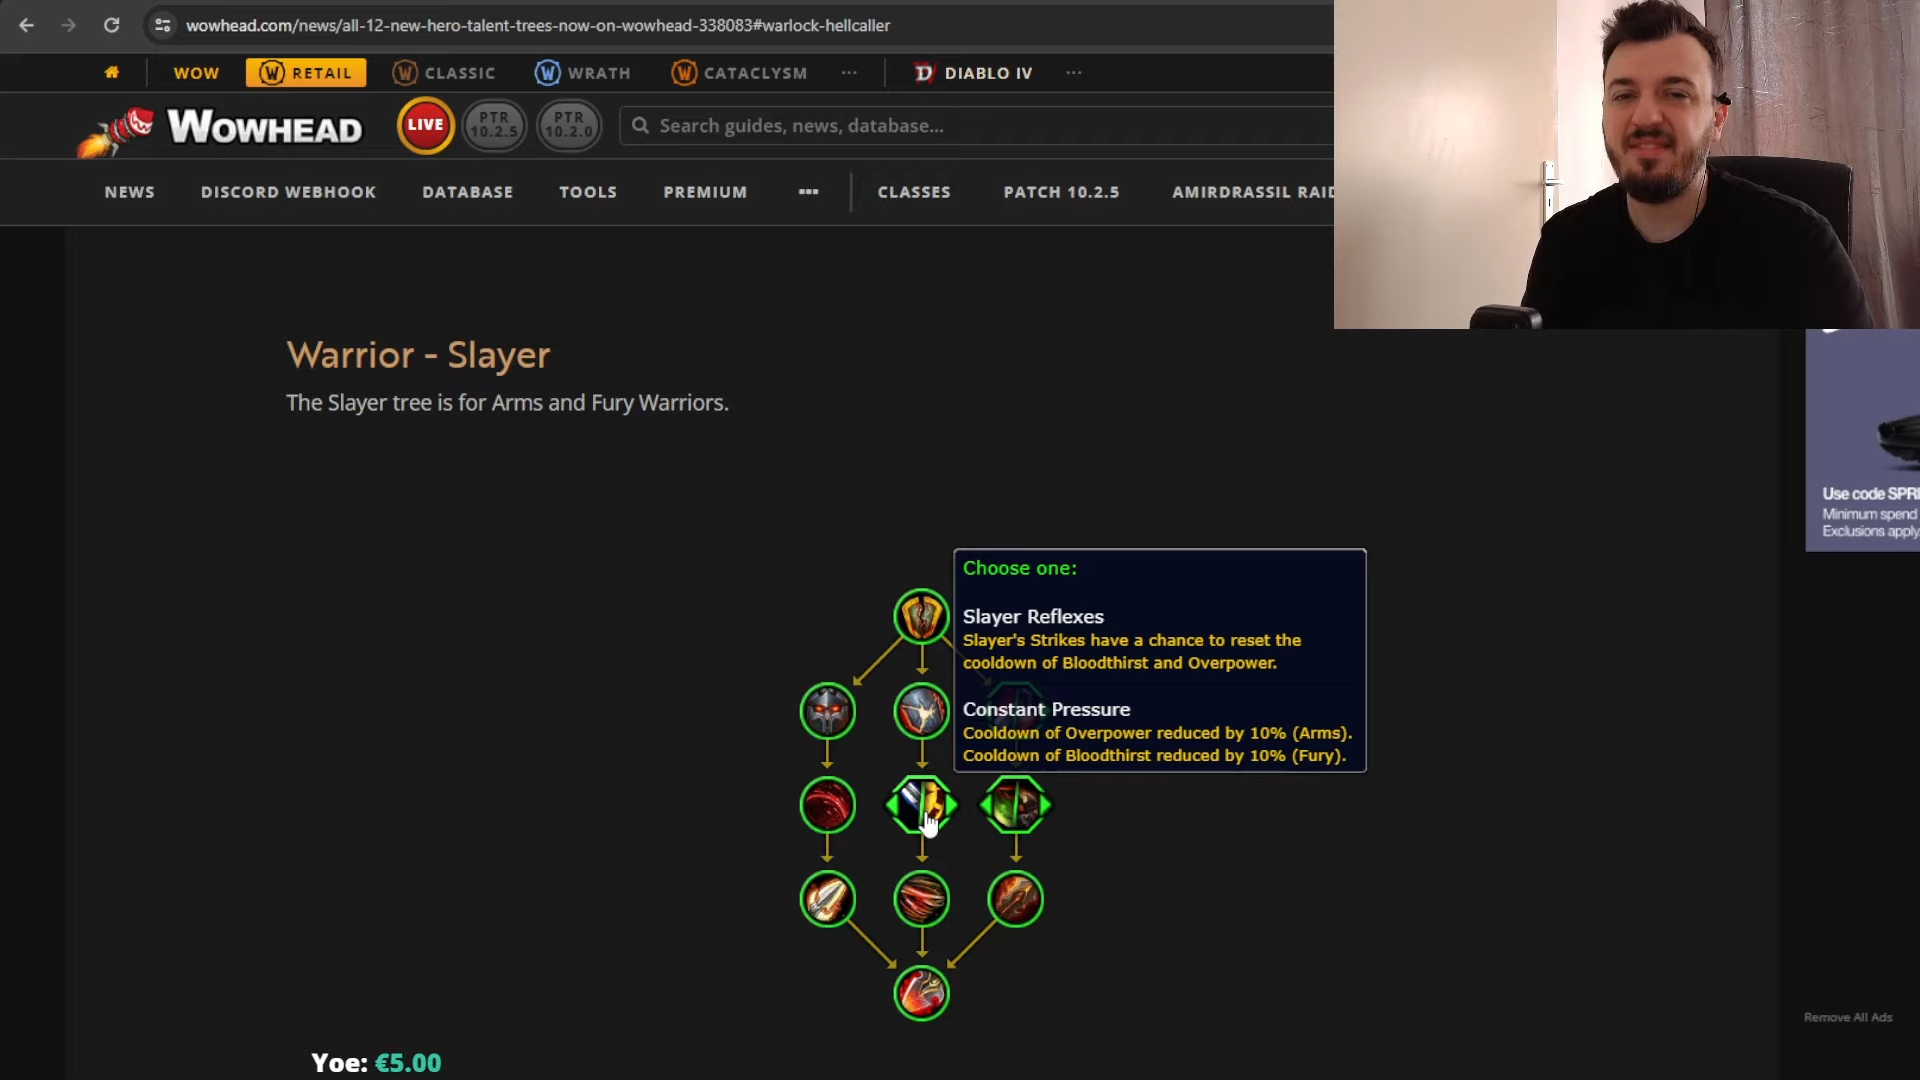 wowhead.com/news/all-12-new-hero-talent-trees-now-on-wowhead-338083#warlock-hellcaller
WOW
RETAIL
CLASSIC
WRATH
CATACLYSM
...
DIABLO IV
...
WOWHEAD
LIVE
PTR
10.2.5
PTR
10.2.0
Search guides, news, database...
NEWS
DISCORD WEBHOOK
DATABASE
TOOLS
PREMIUM
...
CLASSES
PATCH 10.2.5
AMIRDRASSIL RAID
Warrior - Slayer
The Slayer tree is for Arms and Fury Warriors.
Use code SPRI
Minimum spend
Exclusions apply.
Choose one:
Slayer Reflexes
Slayer's Strikes have a chance to reset the
cooldown of Bloodthirst and Overpower.
Constant Pressure
Cooldown of Overpower reduced by 10% (Arms).
Cooldown of Bloodthirst reduced by 10% (Fury).
Remove All Ads
Yoe: €5.00